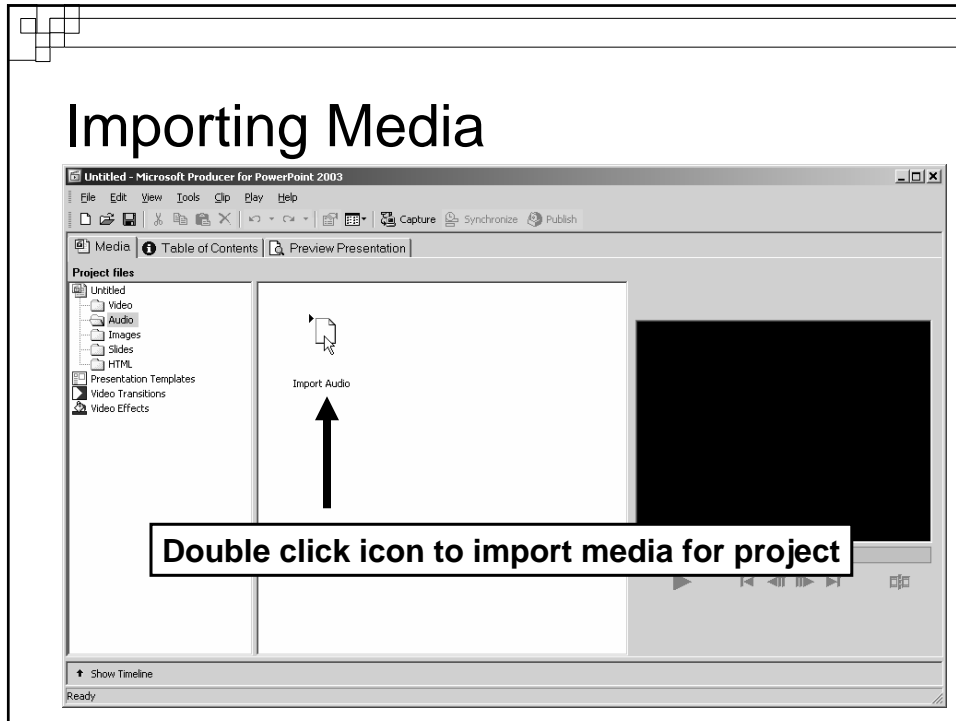 Importing Media
Untitled - Microsoft Producer for PowerPoint 2003
File Edit View Tools Clip Play Help
Capture Synchronize Publish
Media Table of Contents Preview Presentation
Project files
Untitled
Video
Audio
Images
Slides
HTML
Presentation Templates
Video Transitions
Video Effects
Import Audio
Double click icon to import media for project
Show Timeline
Ready